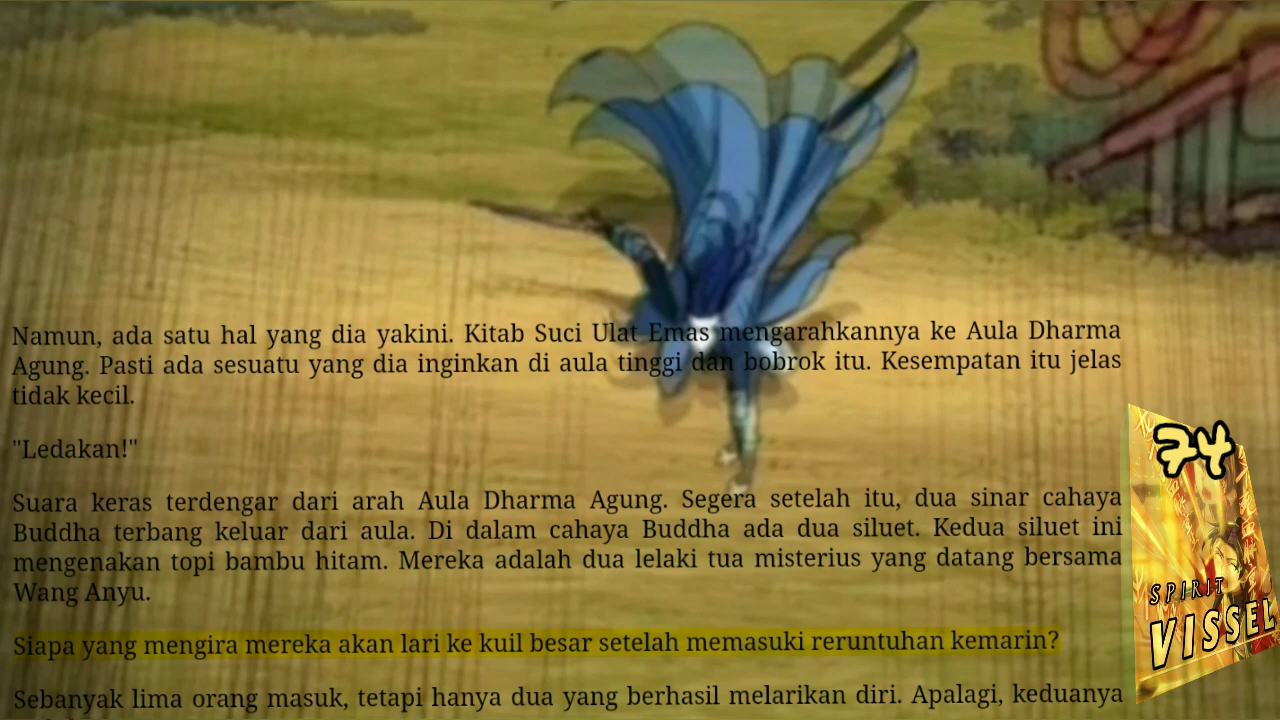 Namun, ada satu hal yang dia yakini. Kitab Suci Ulat Emas mengarahkannya ke Aula Dharma
Agung. Pasti ada sesuatu yang dia inginkan di aula tinggi dan bobrok itu. Kesempatan itu jelas
tidak kecil.
"Ledakan!"
Suara keras terdengar dari arah Aula Dharma Agung. Segera setelah itu, dua sinar cahaya
Buddha terbang keluar dari aula. Di dalam cahaya Buddha ada dua siluet. Kedua siluet ini
mengenakan topi bambu hitam. Mereka adalah dua lelaki tua misterius yang datang bersama
Wang Anyu.
Siapa yang mengira mereka akan lari ke kuil besar setelah memasuki reruntuhan kemarin?
Sebanyak lima orang masuk, tetapi hanya dua yang berhasil melarikan diri. Apalagi, keduanya
74
SPIRIT
VISSEL